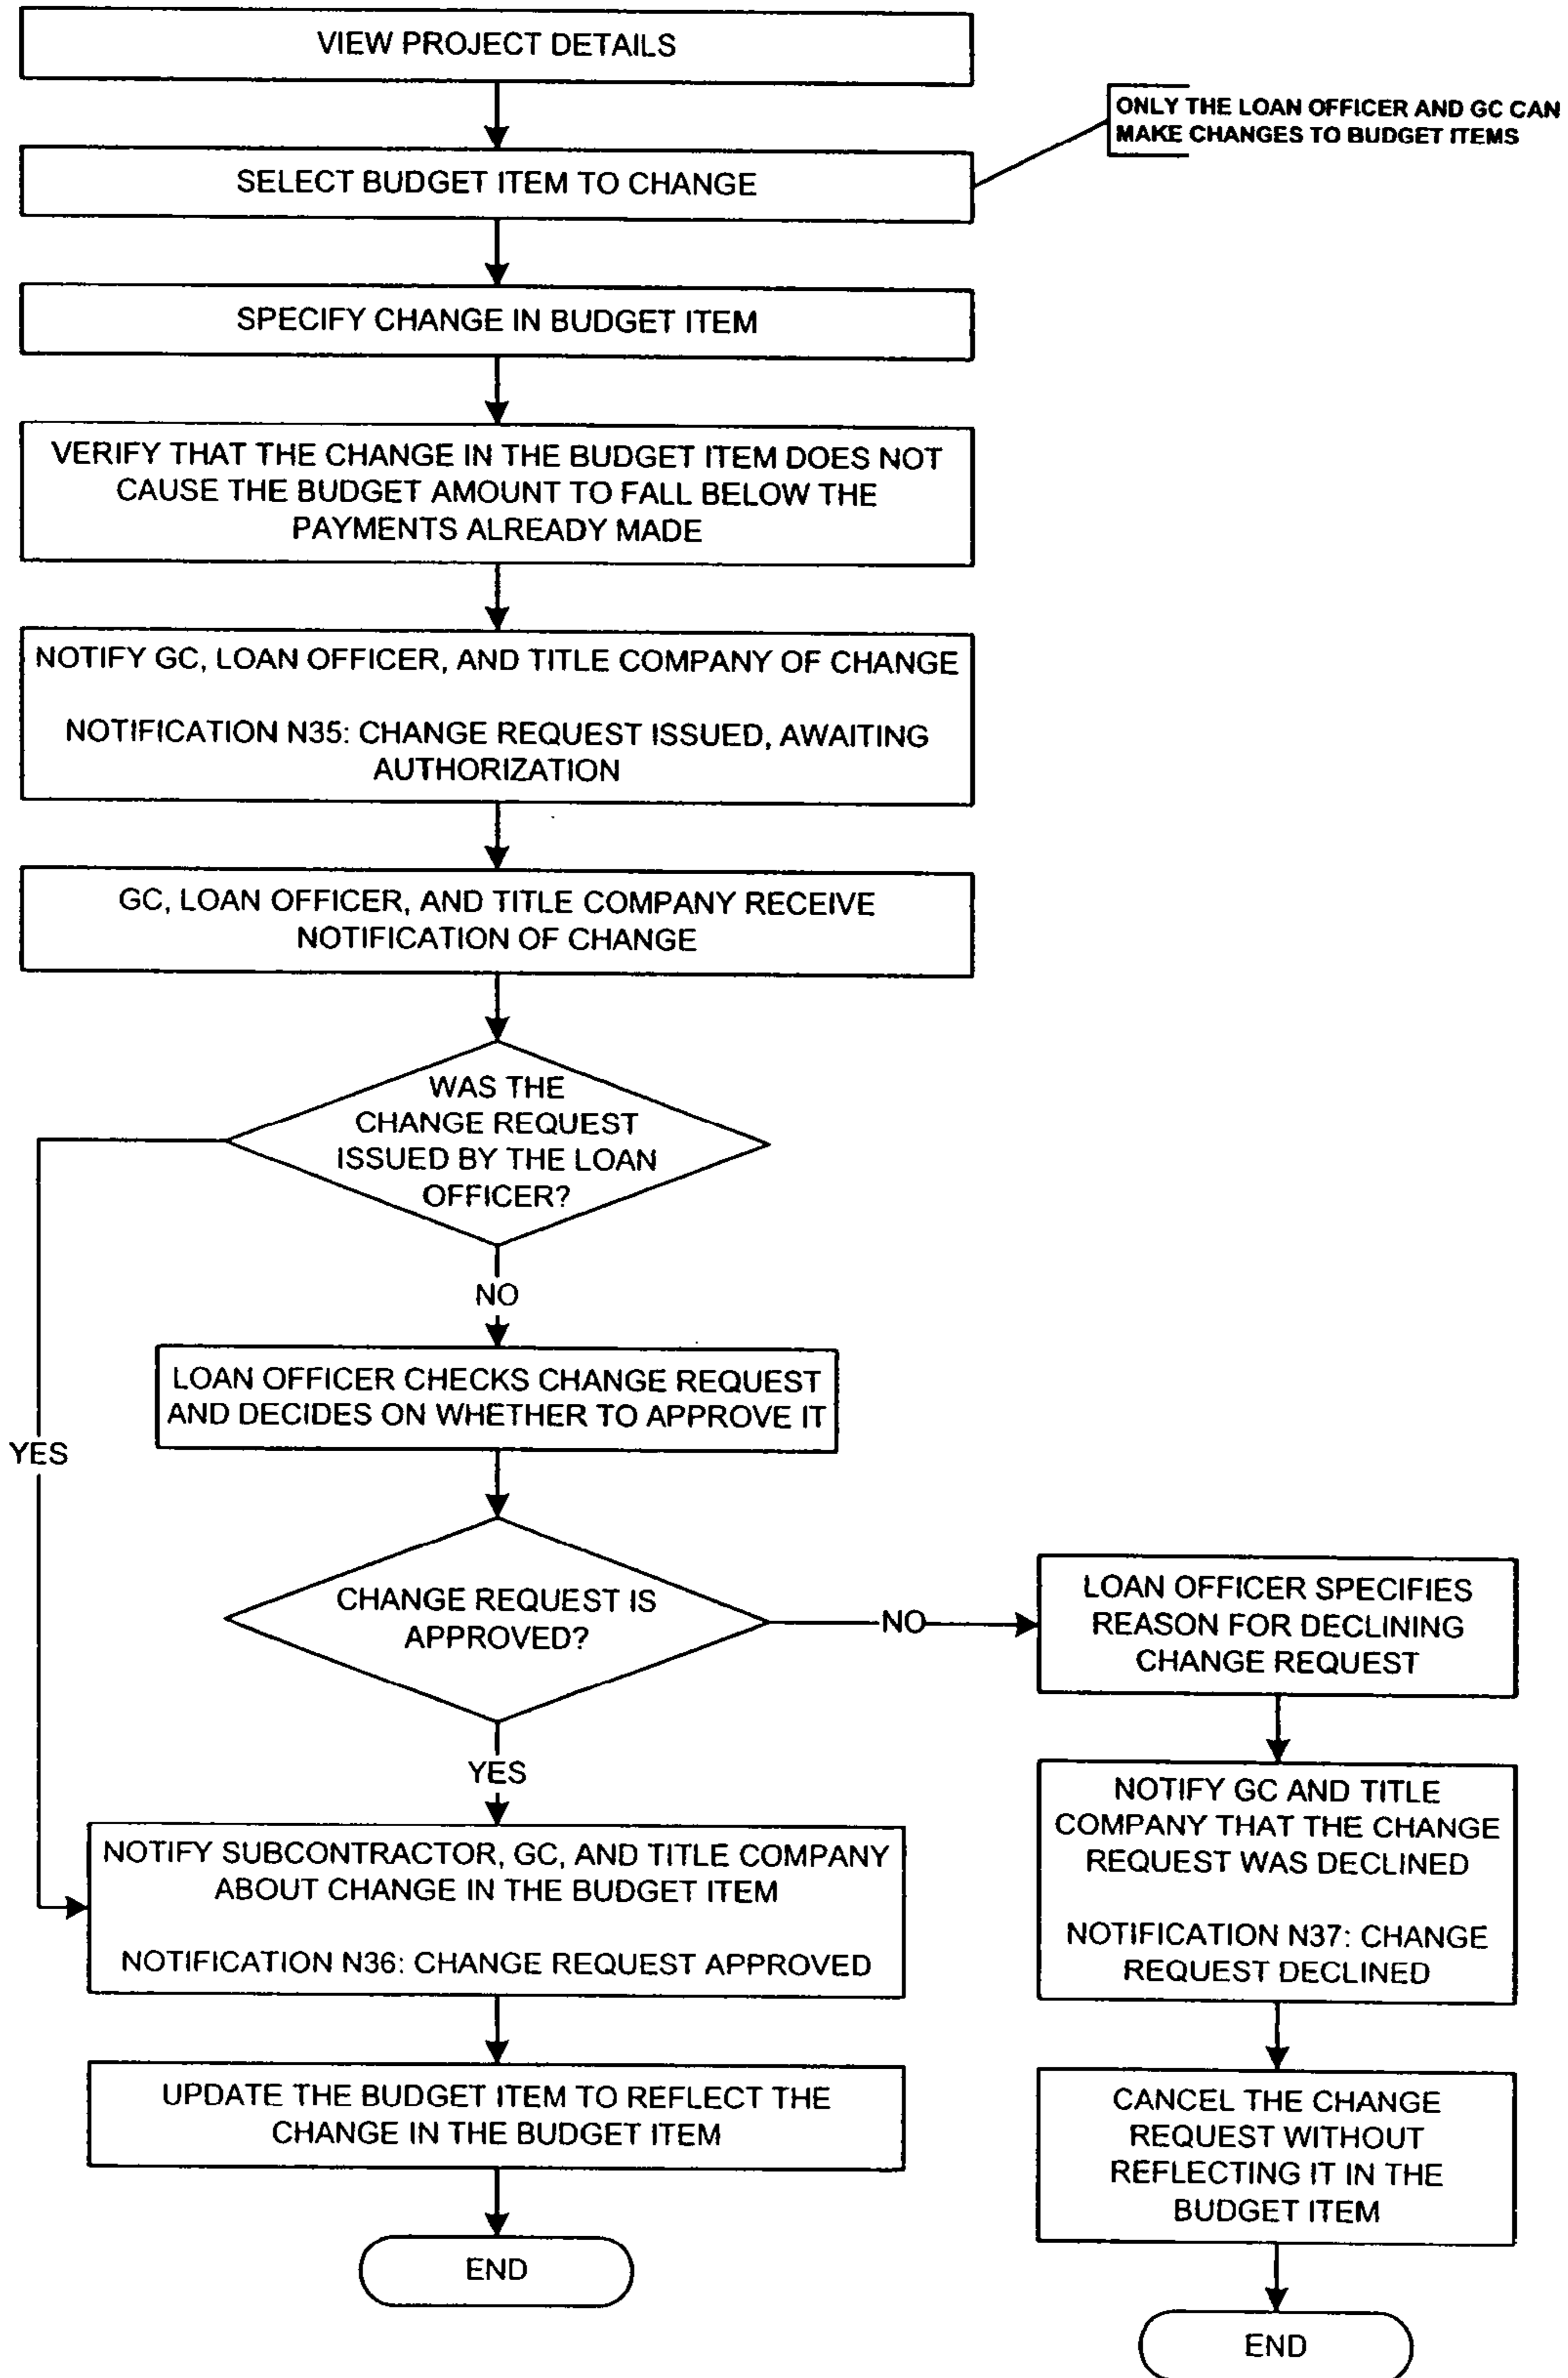 VIEW PROJECT DETAILS
ONLY THE LOAN OFFICER AND GC CAN
MAKE CHANGES TO BUDGET ITEMS
SELECT BUDGET ITEM TO CHANGE
SPECIFY CHANGE IN BUDGET ITEM
VERIFY THAT THE CHANGE IN THE BUDGET ITEM DOES NOT
CAUSE THE BUDGET AMOUNT TO FALL BELOW THE
PAYMENTS ALREADY MADE
NOTIFY GC, LOAN OFFICER, AND TITLE COMPANY OF CHANGE
NOTIFICATION N35: CHANGE REQUEST ISSUED, AWAITING
AUTHORIZATION
GC, LOAN OFFICER, AND TITLE COMPANY RECEIVE
NOTIFICATION OF CHANGE
WAS THE
CHANGE REQUEST
ISSUED BY THE LOAN
OFFICER?
NO
LOAN OFFICER CHECKS CHANGE REQUEST
AND DECIDES ON WHETHER TO APPROVE IT
YES
CHANGE REQUEST IS
APPROVED?
NO
LOAN OFFICER SPECIFIES
REASON FOR DECLINING
CHANGE REQUEST
YES
NOTIFY SUBCONTRACTOR, GC, AND TITLE COMPANY
ABOUT CHANGE IN THE BUDGET ITEM
NOTIFICATION N36: CHANGE REQUEST APPROVED
NOTIFY GC AND TITLE
COMPANY THAT THE CHANGE
REQUEST WAS DECLINED
NOTIFICATION N37: CHANGE
REQUEST DECLINED
UPDATE THE BUDGET ITEM TO REFLECT THE
CHANGE IN THE BUDGET ITEM
CANCEL THE CHANGE
REQUEST WITHOUT
REFLECTING IT IN THE
BUDGET ITEM
END
END